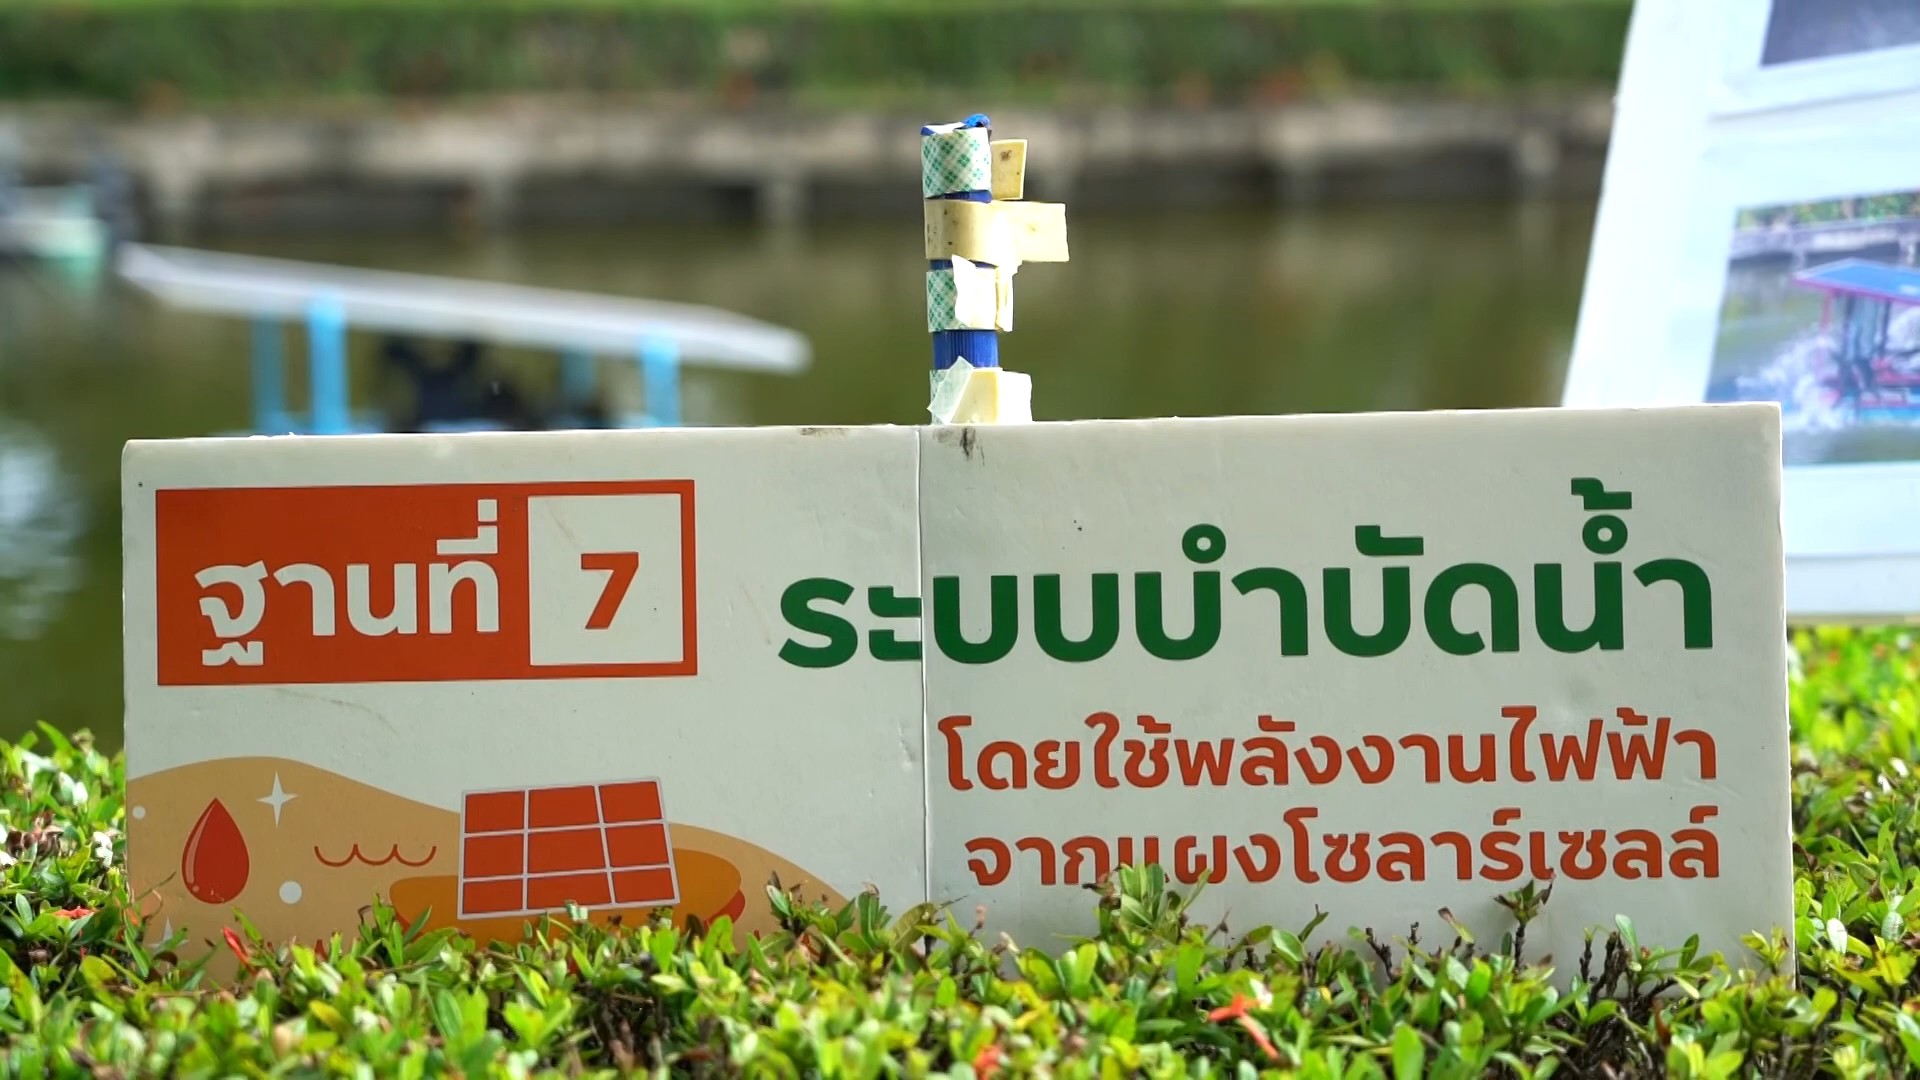 ฐานที่ 7
ระบบบำบัดน้ำ
โดยใช้พลังงานไฟฟ้า
จากแผงโซลาร์เซลล์